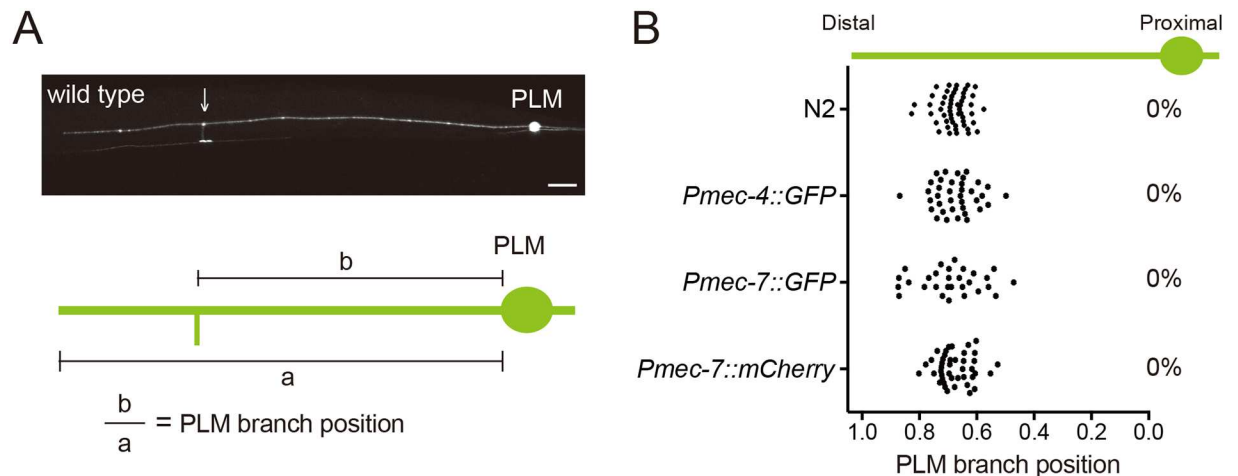 A
wild type
PLM
PLM
b
a
b
a
= PLM branch position
B
Distal
Proximal
N2
0%
Pmec-4::GFP
0%
Pmec-7::GFP
0%
Pmec-7::mCherry
0%
1.0 0.8 0.6 0.4 0.2 0.0
PLM branch position